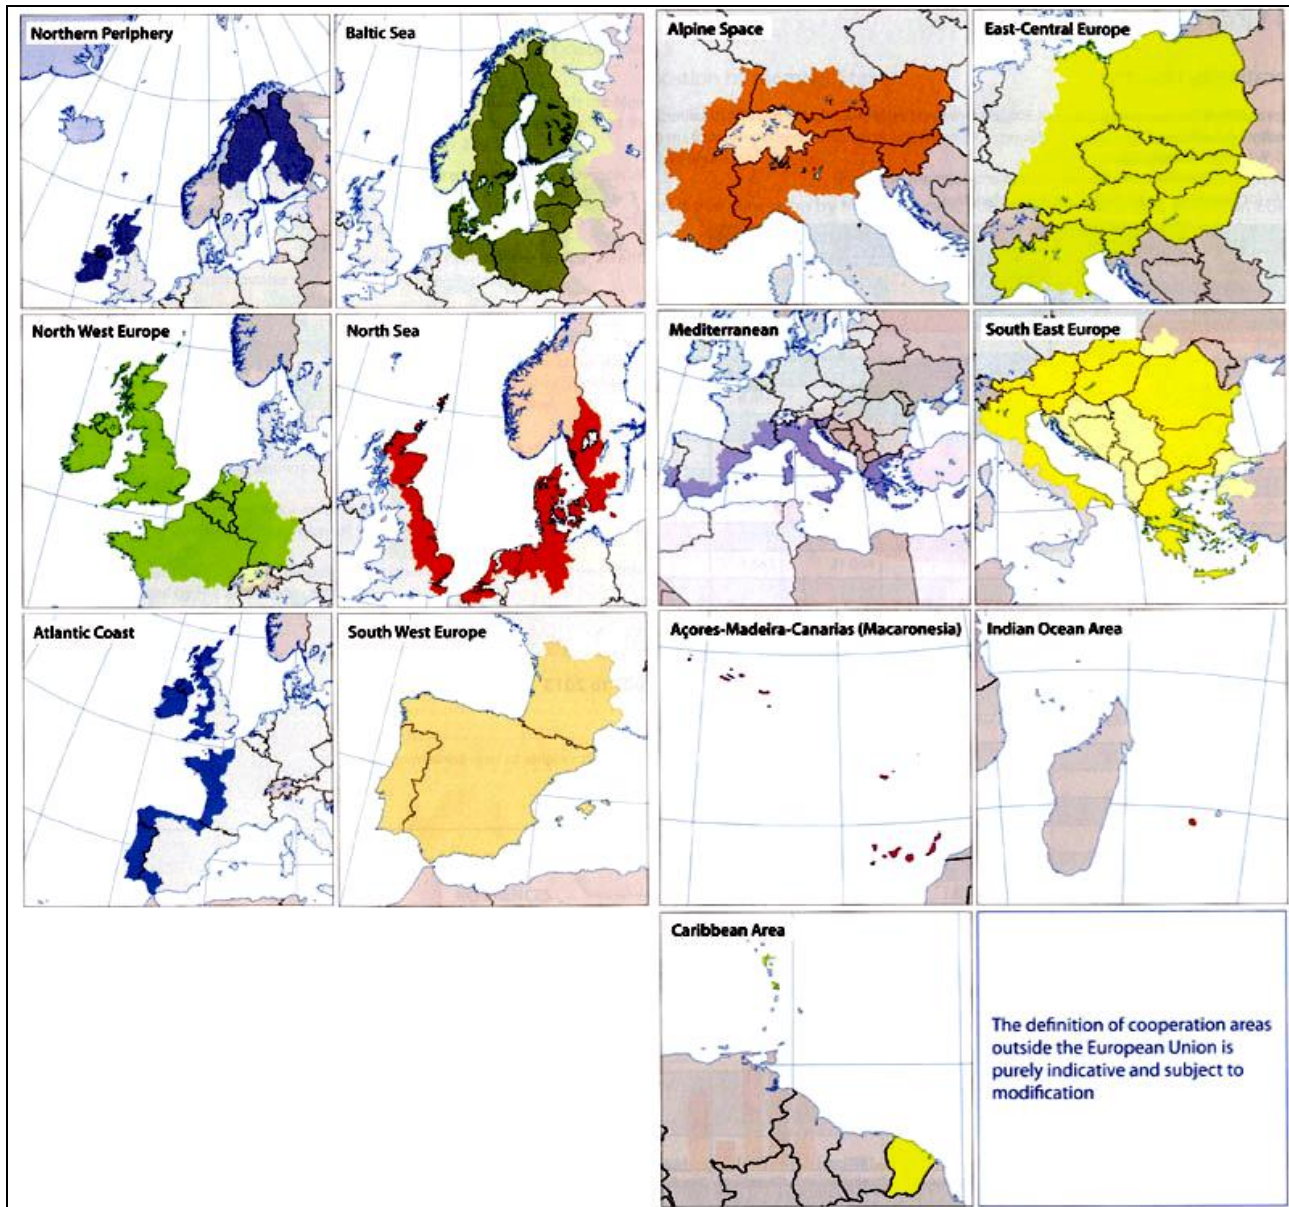 Northern Periphery
Baltic Sea
Alpine Space
East-Central Europe
North West Europe
North Sea
Mediterranean
South East Europe
Atlantic Coast
South West Europe
Açores-Madeira-Canarias (Macaronesia)
Indian Ocean Area
Caribbean Area
The definition of cooperation areas
outside the European Union is
purely indicative and subject to
modification